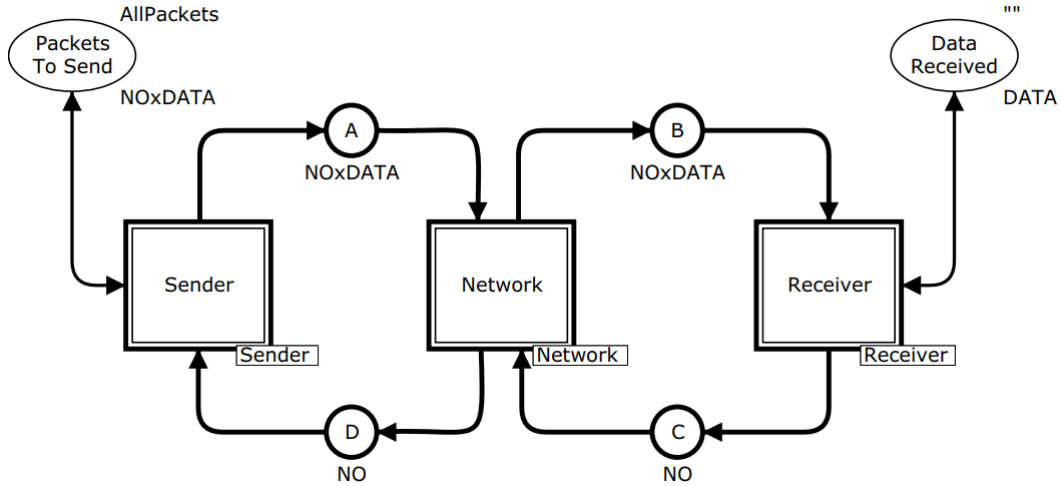 AllPackets
""
Packets
To Send
Data
Received
NOxDATA
DATA
A
B
NOxDATA
NOxDATA
Sender
Network
Receiver
Sender
Network
Receiver
D
C
NO
NO